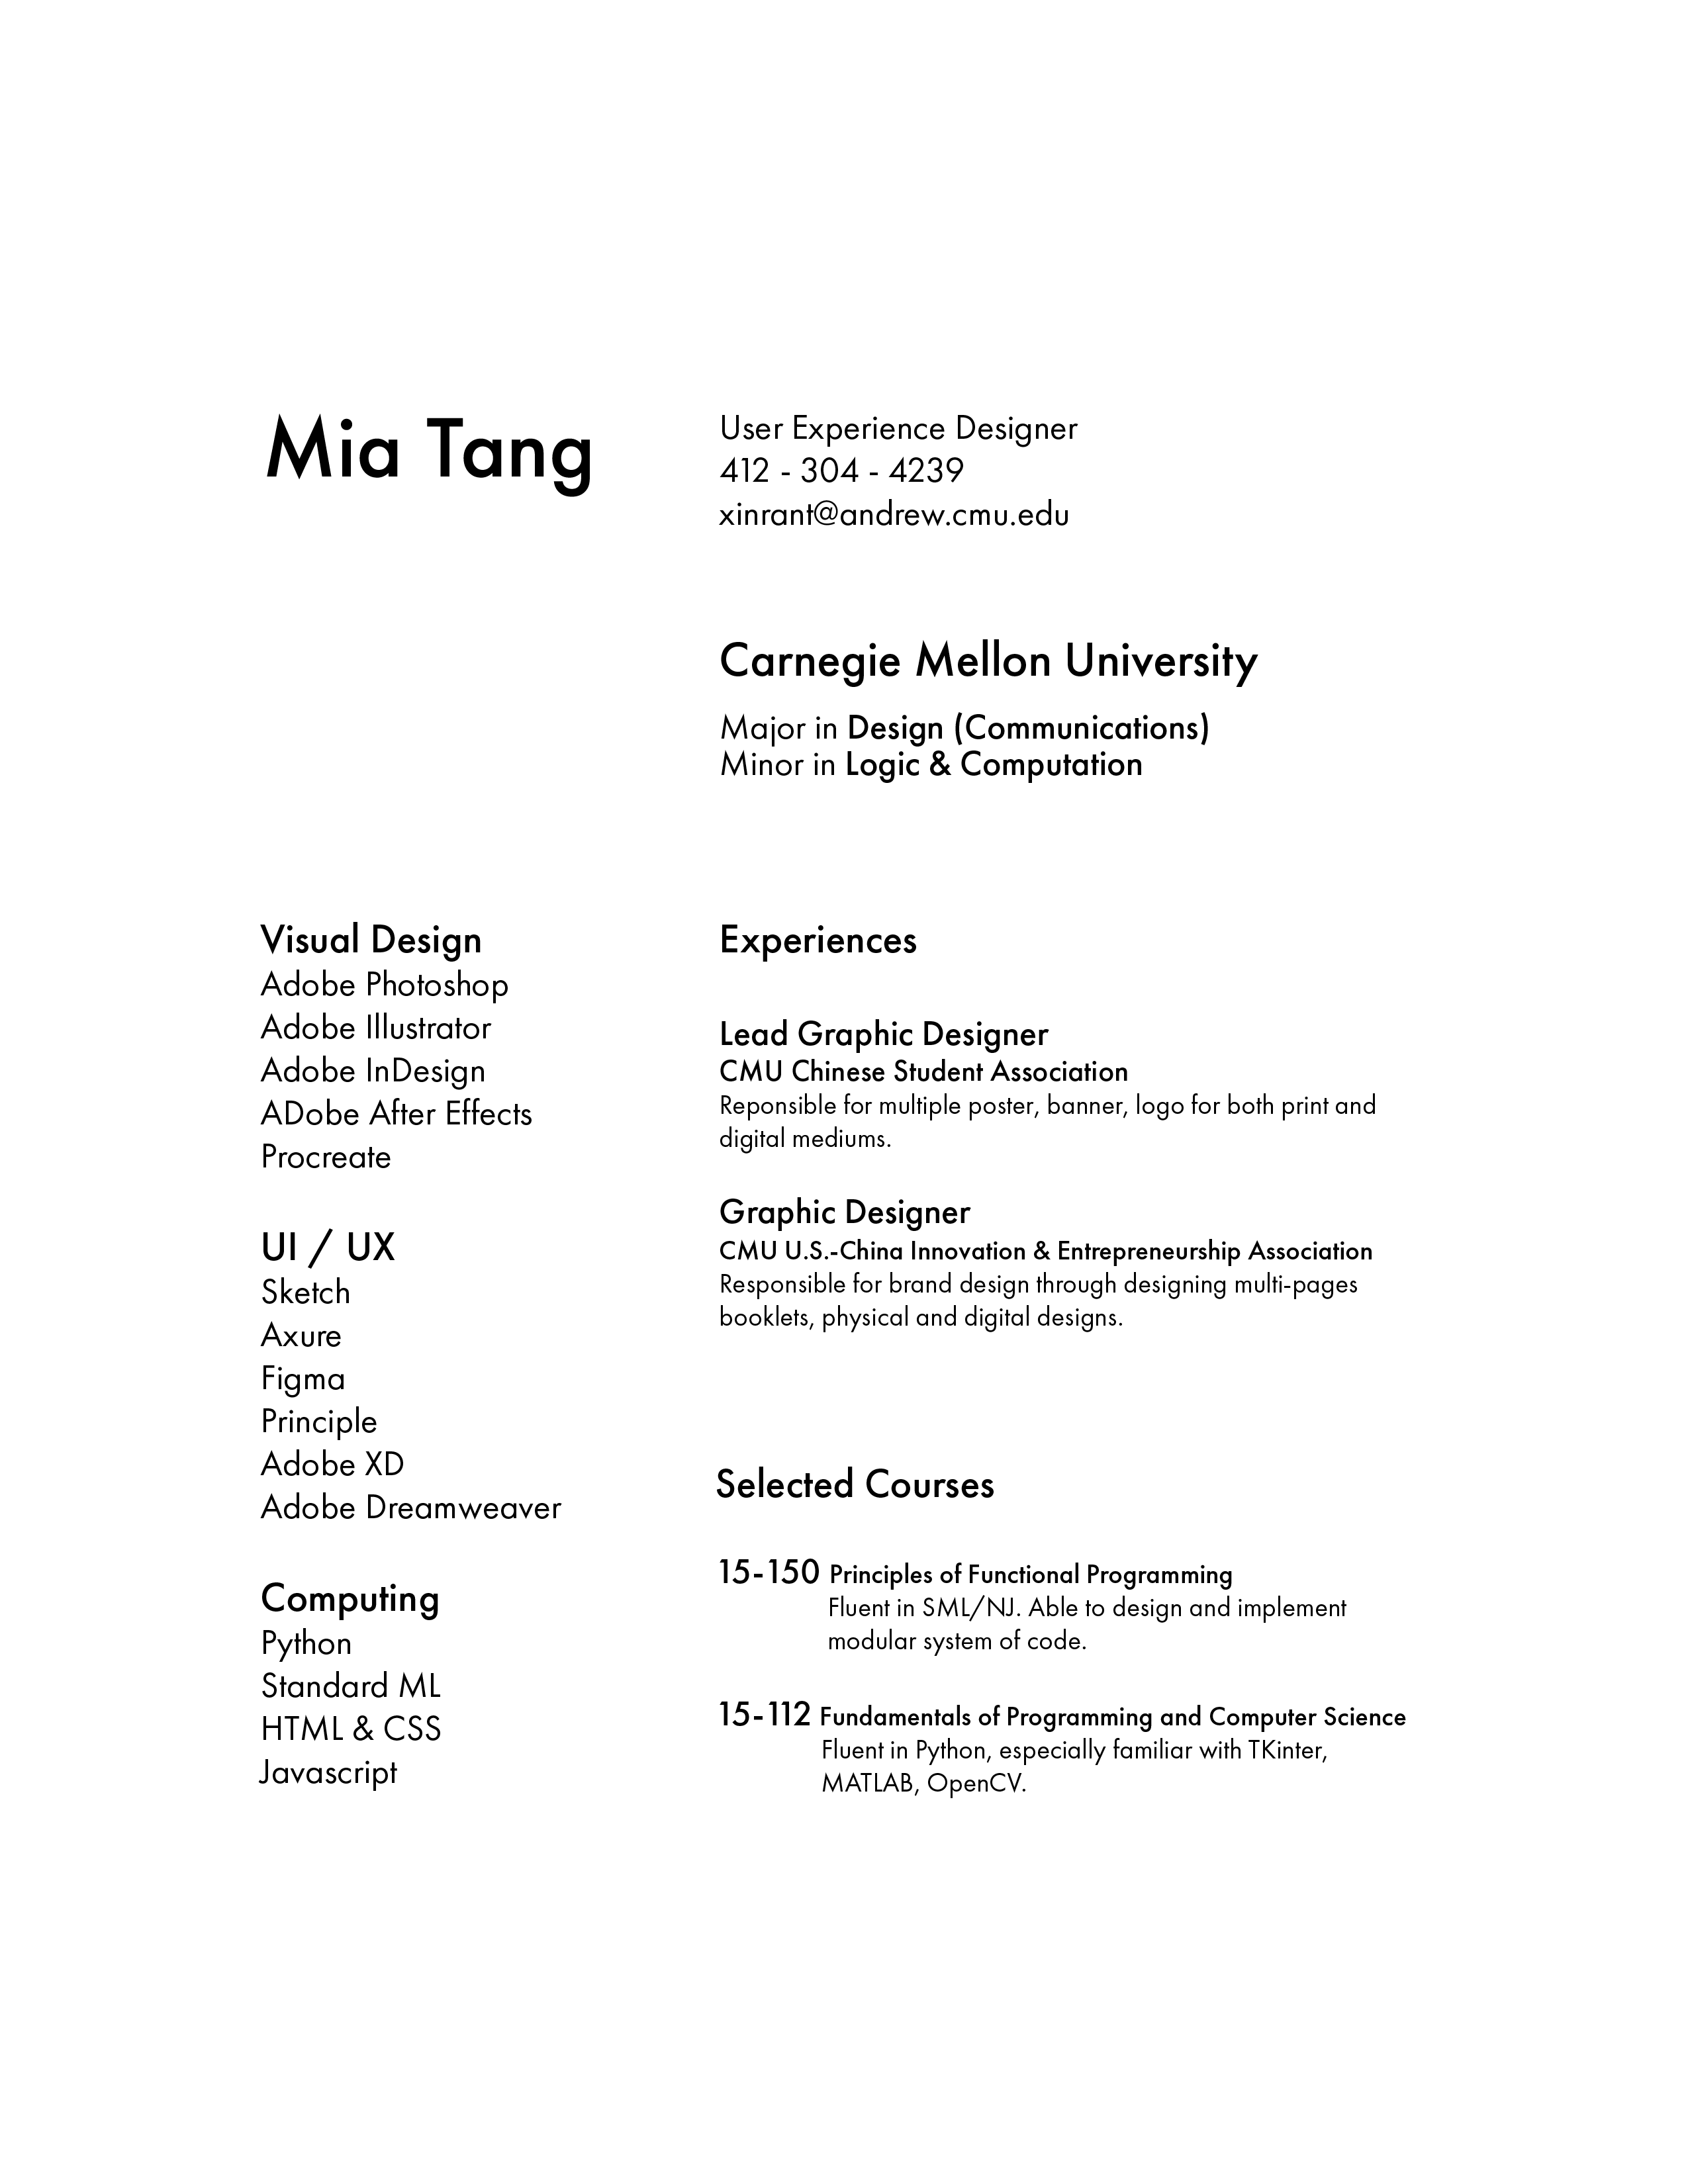 Mia Tang
User Experience Designer
412 - 304 - 4239
xinrant@andrew.cmu.edu
Carnegie Mellon University
Major in Design (Communications)
Minor in Logic & Computation
Visual Design
Adobe Photoshop
Adobe Illustrator
Adobe InDesign
ADobe After Effects
Procreate
UI / UX
Sketch
Axure
Figma
Principle
Adobe XD
Adobe Dreamweaver
Computing
Python
Standard ML
HTML & CSS
Javascript
Experiences
Lead Graphic Designer
CMU Chinese Student Association
Reponsible for multiple poster, banner, logo for both print and
digital mediums.
Graphic Designer
CMU U.S.-China Innovation & Entrepreneurship Association
Responsible for brand design through designing multi-pages
booklets, physical and digital designs.
Selected Courses
15-150 Principles of Functional Programming
Fluent in SML/NJ. Able to design and implement
modular system of code.
15-112 Fundamentals of Programming and Computer Science
Fluent in Python, especially familiar with TKinter,
MATLAB, OpenCV.